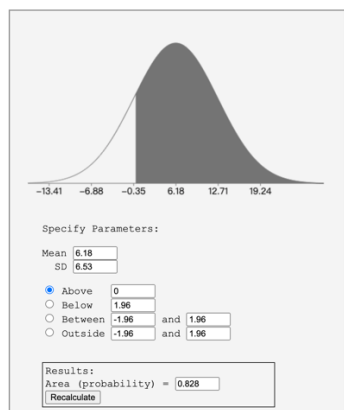 −13.41 −6.88 −0.35 6.18 12.71 19.24
Specify Parameters:
Mean 6.18
SD 6.53
Above 0
Below 1.96
Between -1.96 and 1.96
Outside -1.96 and 1.96
Results:
Area (probability) = 0.828
Recalculate